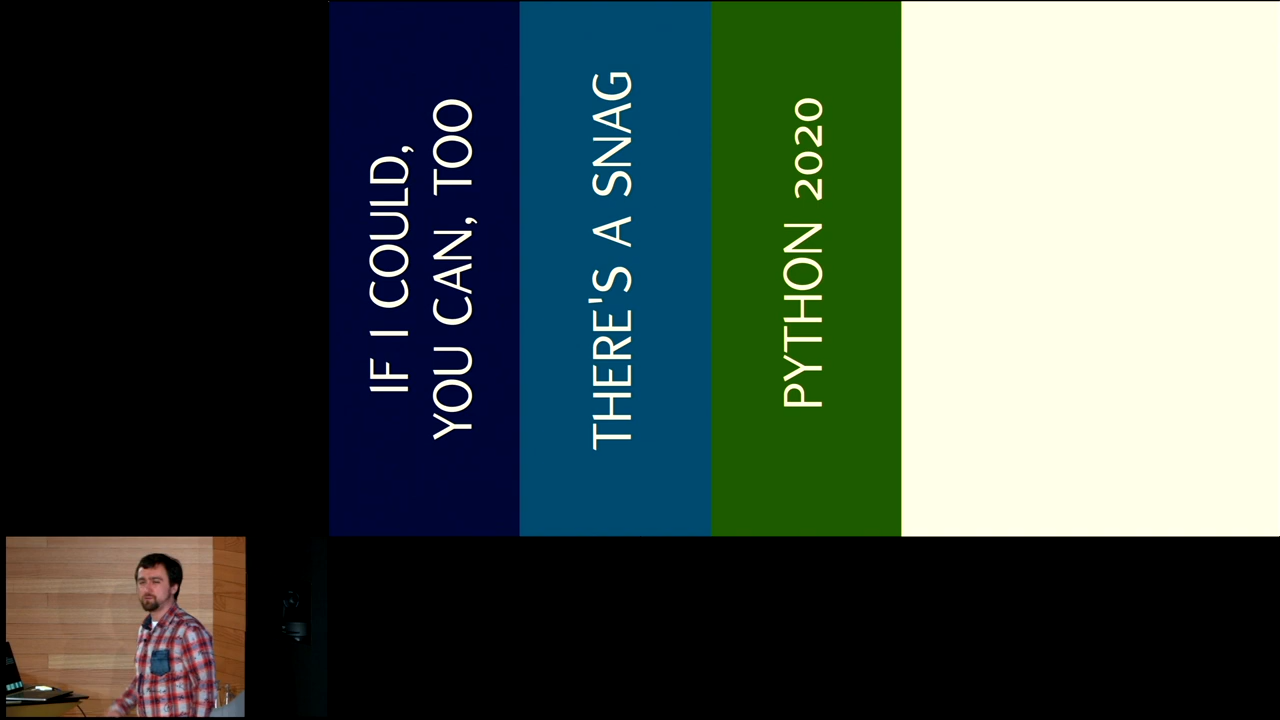 IF I COULD,
YOU CAN, TOO
THERE'S A SNAG
PYTHON 2020